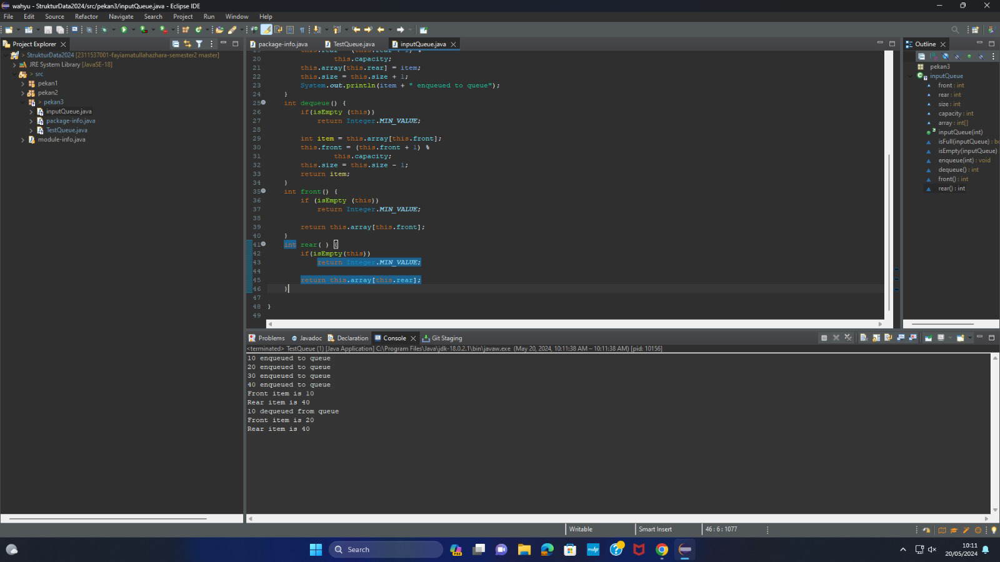 wahyu - StrukturData2024/src/pekan3/inputQueue.java - Eclipse IDE
File Edit Source Refactor Navigate Search Project Run Window Help
Project Explorer
> StrukturData2024 [2311537001-fayiamatullahazhara-semester2 master]
JRE System Library [JavaSE-18]
> src
pekan1
pekan2
> pekan3
inputQueue.java
package-info.java
TestQueue.java
module-info.java
package-info.java TestQueue.java inputQueue.java
20 this.capacity;
21 this.array[this.rear] = item;
22 this.size = this.size + 1;
23 System.out.println(item + " enqueued to queue");
24 }
25 int dequeue() {
26 if(isEmpty (this))
27 return Integer.MIN_VALUE;
28
29 int item = this.array[this.front];
30 this.front = (this.front + 1) %
31 this.capacity;
32 this.size = this.size - 1;
33 return item;
34 }
35 int front() {
36 if (isEmpty (this))
37 return Integer.MIN_VALUE;
38
39 return this.array[this.front];
40 }
41 int rear( ) {
42 if(isEmpty(this))
43 return Integer.MIN_VALUE;
44
45 return this.array[this.rear];
46 }
47
48 }
49
Outline
pekan3
inputQueue
front : int
rear : int
size : int
capacity : int
array : int[]
inputQueue(int)
isFull(inputQueue) : bo
isEmpty(inputQueue)
enqueue(int) : void
dequeue() : int
front() : int
rear() : int
Problems Javadoc Declaration Console Git Staging
<terminated> TestQueue (1) [Java Application] C:\Program Files\Java\jdk-18.0.2.1\bin\javaw.exe (May 20, 2024, 10:11:38 AM – 10:11:38 AM) [pid: 10156]
10 enqueued to queue
20 enqueued to queue
30 enqueued to queue
40 enqueued to queue
Front item is 10
Rear item is 40
10 dequeued from queue
Front item is 20
Rear item is 40
Writable Smart Insert 46 : 6 : 1077
Search
PRE
myhp
10:11
20/05/2024